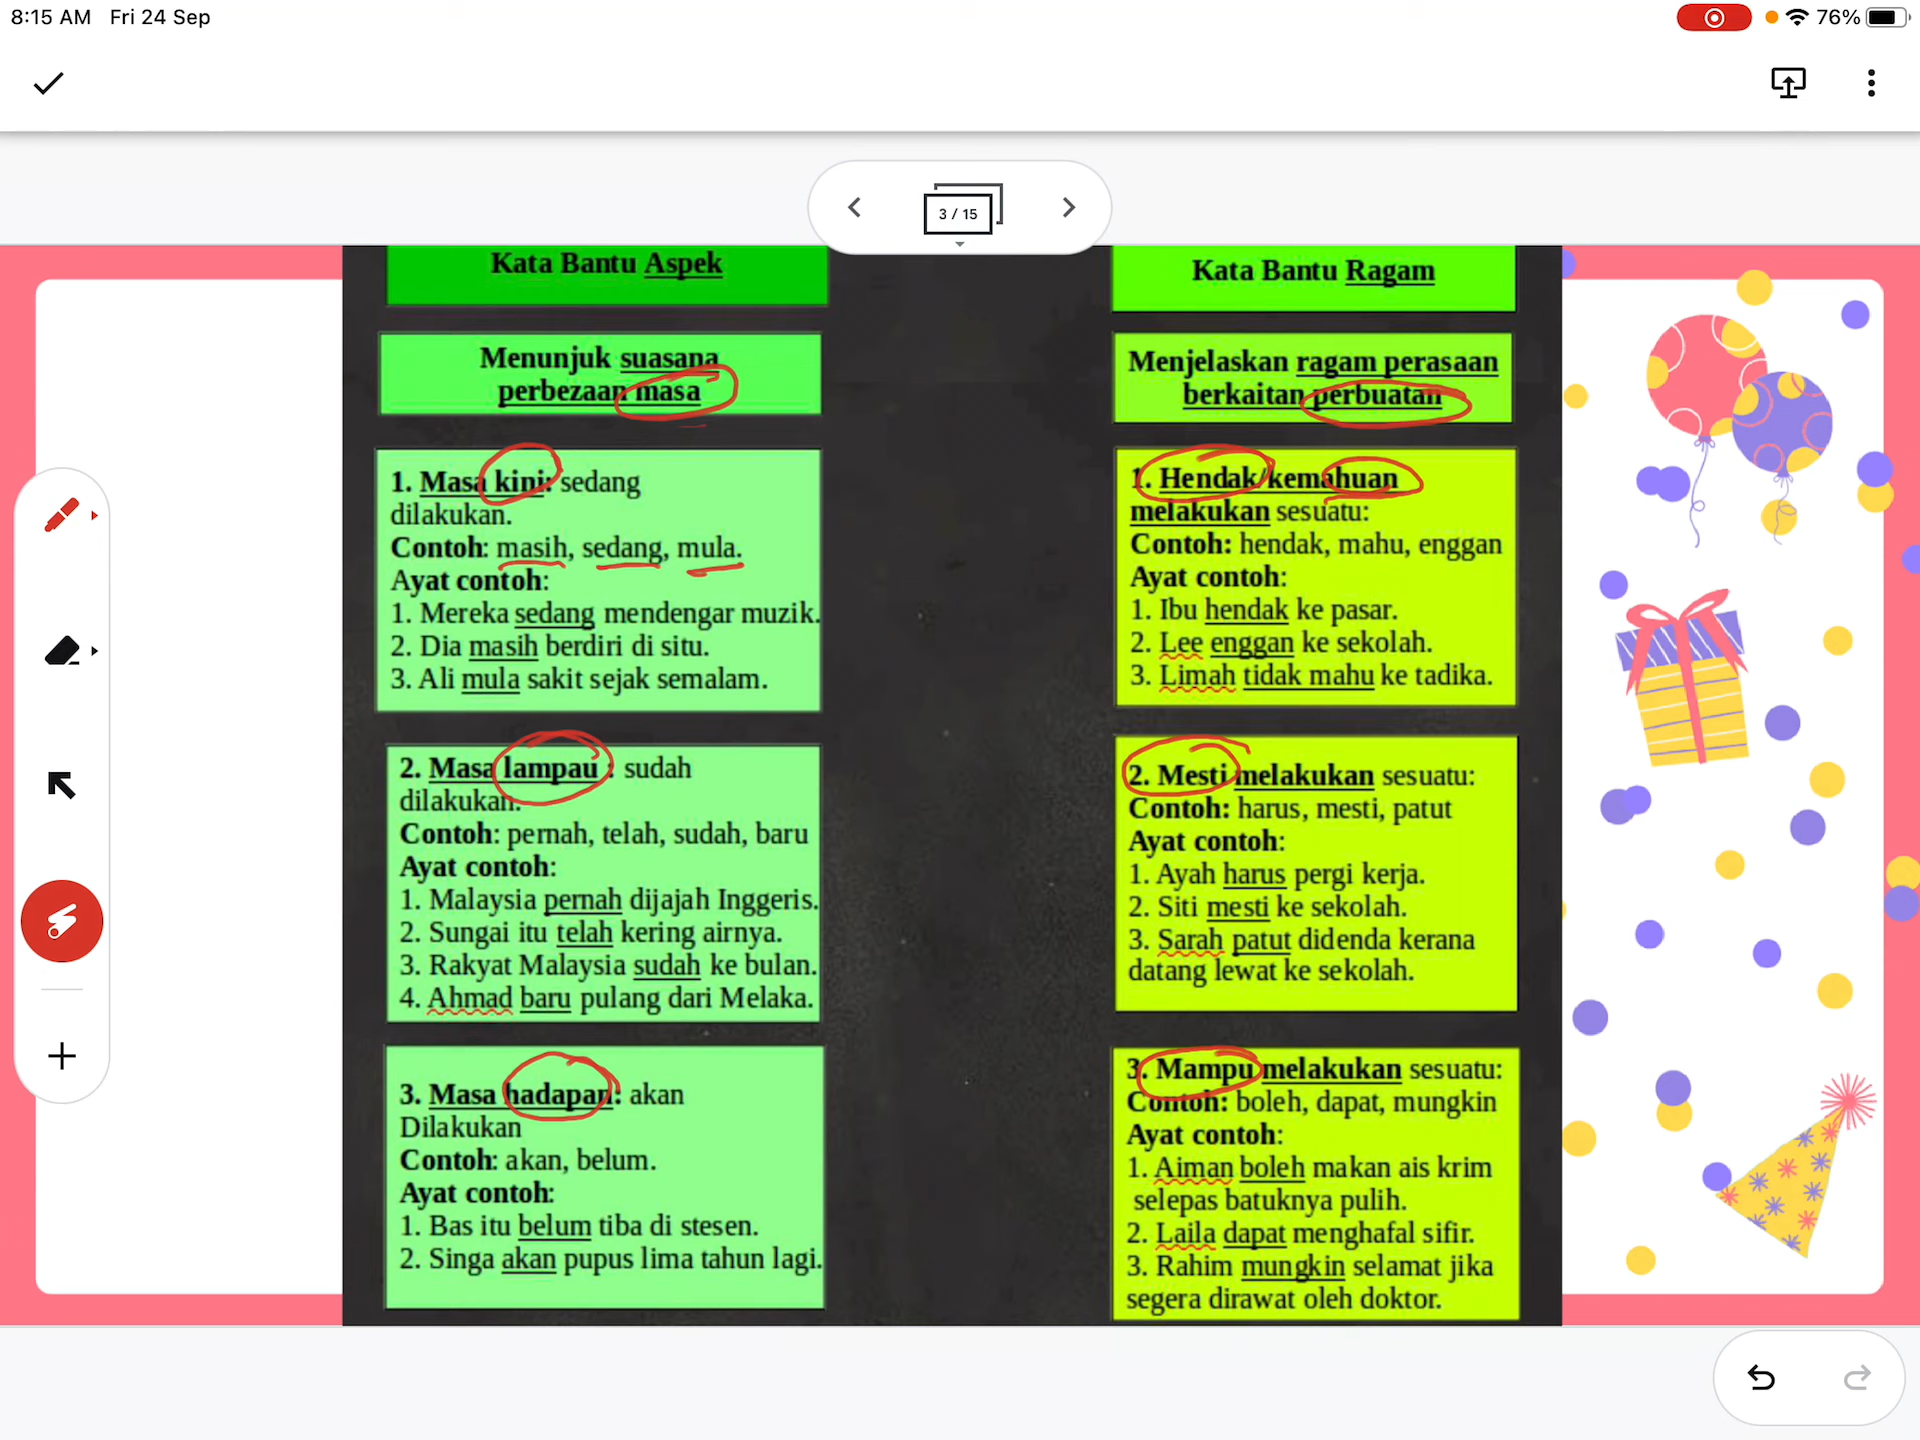 8:15 AM Fri 24 Sep
76%
3 / 15
Kata Bantu Aspek
Menunjuk suasana
perbezaan masa
1. Masa kini: sedang
dilakukan.
Contoh: masih, sedang, mula.
Ayat contoh:
1. Mereka sedang mendengar muzik.
2. Dia masih berdiri di situ.
3. Ali mula sakit sejak semalam.
2. Masa lampau : sudah
dilakukan.
Contoh: pernah, telah, sudah, baru
Ayat contoh:
1. Malaysia pernah dijajah Inggeris.
2. Sungai itu telah kering airnya.
3. Rakyat Malaysia sudah ke bulan.
4. Ahmad baru pulang dari Melaka.
3. Masa hadapan: akan
Dilakukan
Contoh: akan, belum.
Ayat contoh:
1. Bas itu belum tiba di stesen.
2. Singa akan pupus lima tahun lagi.
Kata Bantu Ragam
Menjelaskan ragam perasaan
berkaitan perbuatan
1. Hendak/kemahuan
melakukan sesuatu:
Contoh: hendak, mahu, enggan
Ayat contoh:
1. Ibu hendak ke pasar.
2. Lee enggan ke sekolah.
3. Limah tidak mahu ke tadika.
2. Mesti melakukan sesuatu:
Contoh: harus, mesti, patut
Ayat contoh:
1. Ayah harus pergi kerja.
2. Siti mesti ke sekolah.
3. Sarah patut didenda kerana
datang lewat ke sekolah.
3. Mampu melakukan sesuatu:
Contoh: boleh, dapat, mungkin
Ayat contoh:
1. Aiman boleh makan ais krim
selepas batuknya pulih.
2. Laila dapat menghafal sifir.
3. Rahim mungkin selamat jika
segera dirawat oleh doktor.